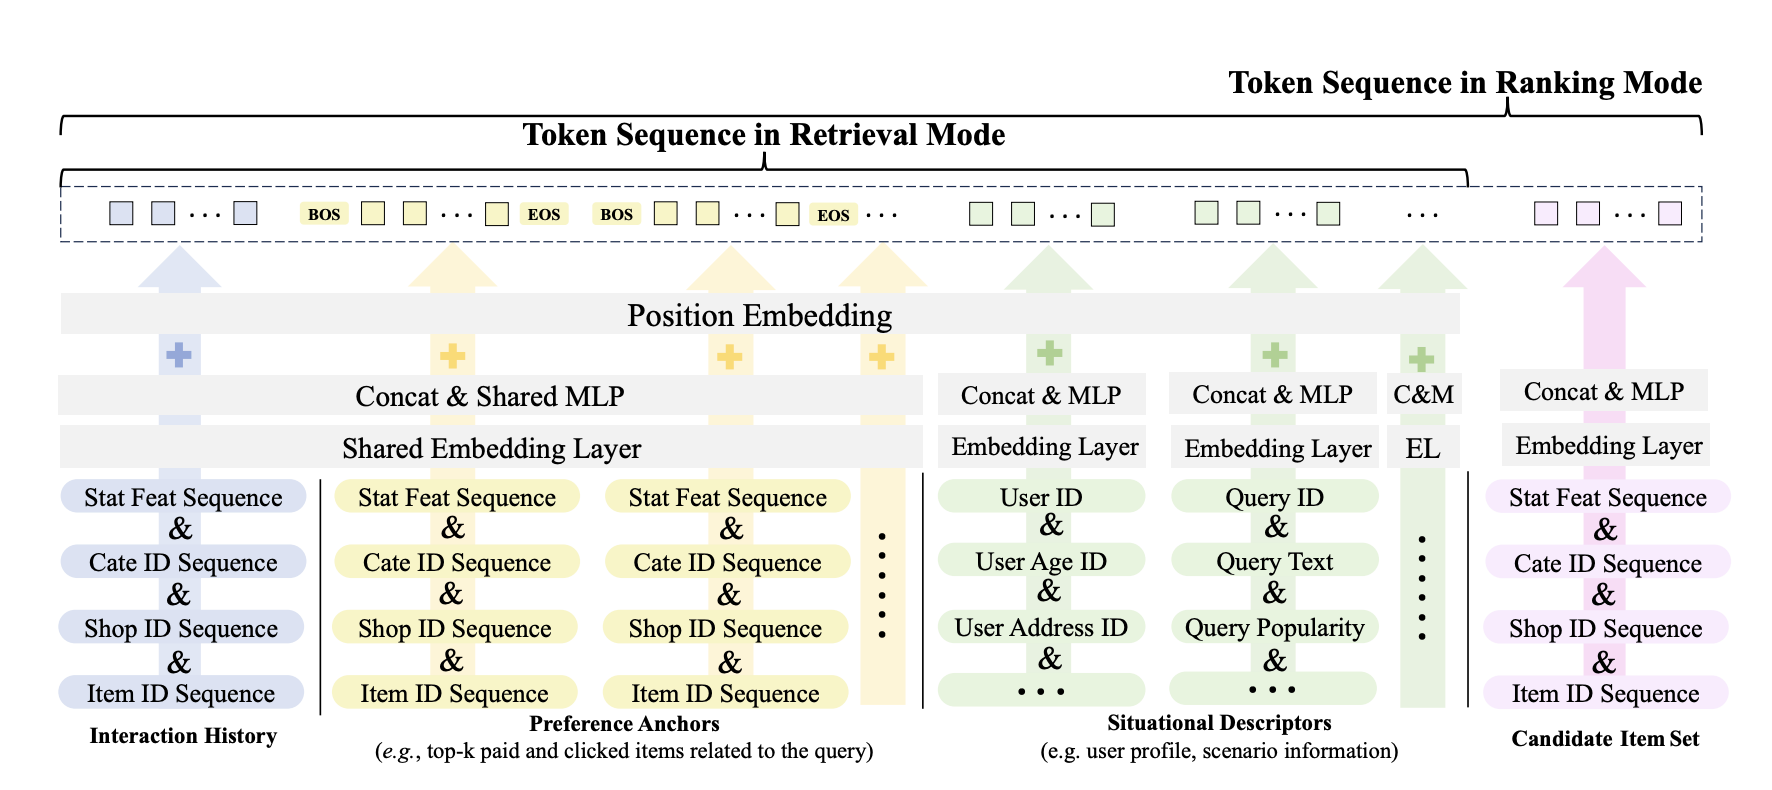 Token Sequence in Ranking Mode
Token Sequence in Retrieval Mode
· · · BOS · · · EOS BOS · · · EOS · · · · · · · · · · · · · · ·
Position Embedding
Concat & Shared MLP
Concat & MLP
Concat & MLP
C&M
Concat & MLP
Shared Embedding Layer
Embedding Layer
Embedding Layer
EL
Embedding Layer
Stat Feat Sequence
&
Cate ID Sequence
&
Shop ID Sequence
&
Item ID Sequence
Interaction History
Stat Feat Sequence
&
Cate ID Sequence
&
Shop ID Sequence
&
Item ID Sequence
Stat Feat Sequence
&
Cate ID Sequence
&
Shop ID Sequence
&
Item ID Sequence
Preference Anchors
(e.g., top-k paid and clicked items related to the query)
User ID
&
User Age ID
&
User Address ID
&
· · ·
Query ID
&
Query Text
&
Query Popularity
&
· · ·
Situational Descriptors
(e.g. user profile, scenario information)
Stat Feat Sequence
&
Cate ID Sequence
&
Shop ID Sequence
&
Item ID Sequence
Candidate Item Set